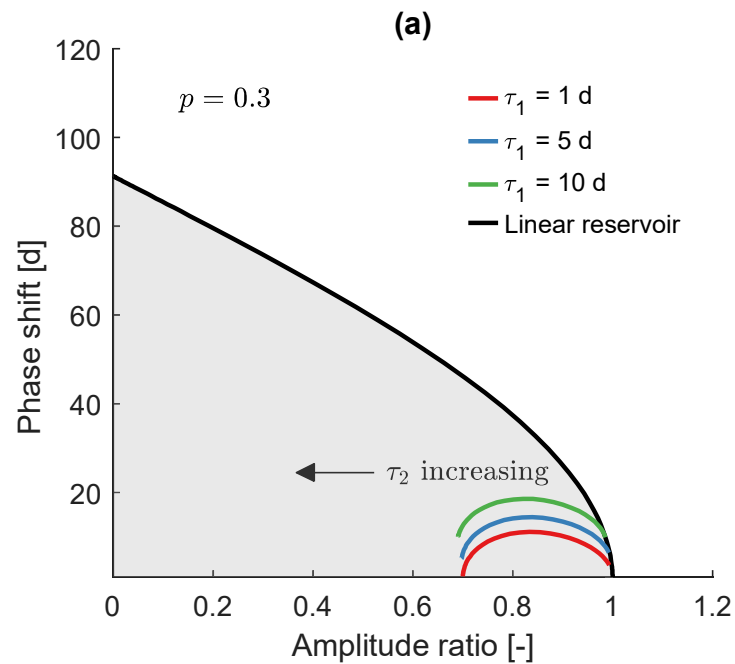 (a)
120
100
80
60
40
20
Phase shift [d]
p = 0.3
τ1 = 1 d
τ1 = 5 d
τ1 = 10 d
Linear reservoir
τ2 increasing
0
0.2
0.4
0.6
0.8
1
1.2
Amplitude ratio [-]